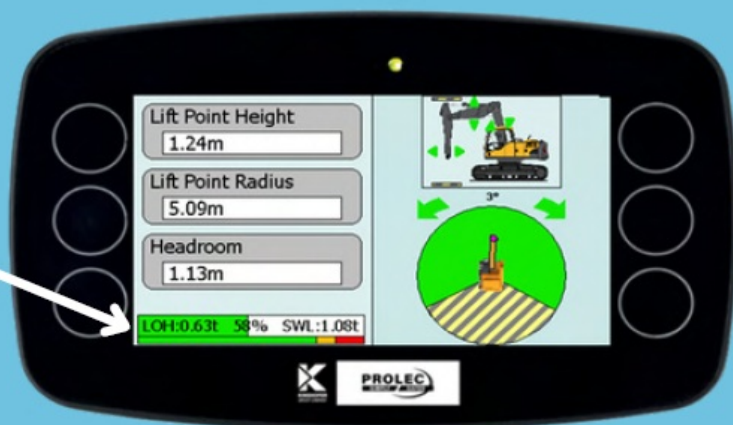 Lift Point Height
1.24m
Lift Point Radius
5.09m
Headroom
1.13m
LOH:0.63t 58% SWL:1.08t
3°
K
PROLEC